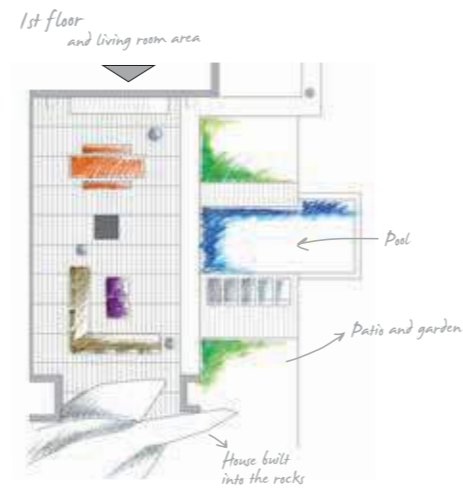 1st floor
and living room area
Pool
Patio and garden
House built
into the rocks